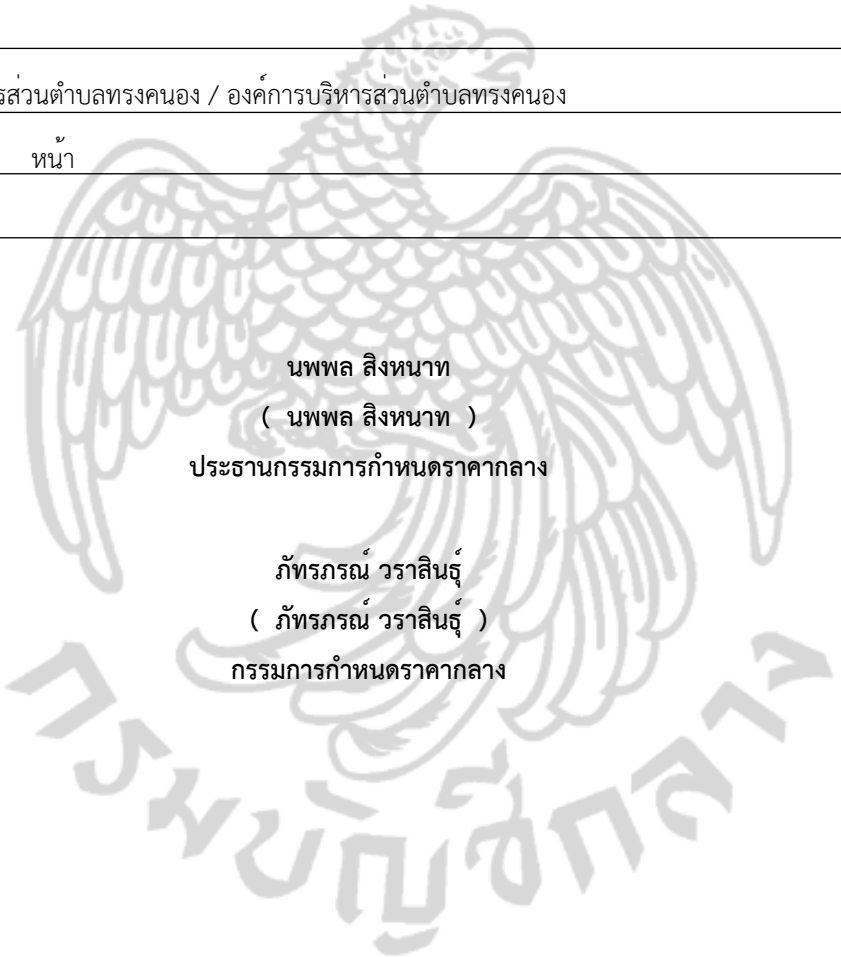 รส่วนตำบลทรงคนอง / องค์การบริหารส่วนตำบลทรงคนอง
หน้า
นพพล สิงหนาท
( นพพล สิงหนาท )
ประธานกรรมการกำหนดราคากลาง
ภัทรภรณ์ วราสินธุ์
( ภัทรภรณ์ วราสินธุ์ )
กรรมการกำหนดราคากลาง
กรมบัญชีกลาง